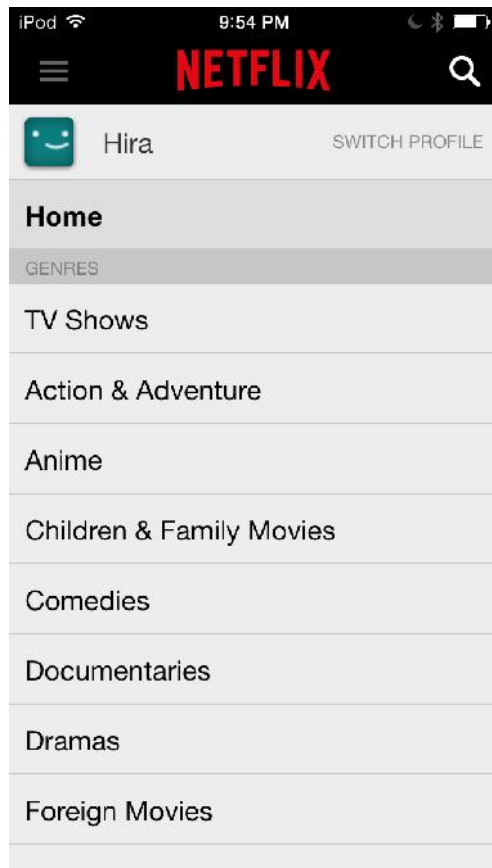 iPod 9:54 PM
NETFLIX
Hira SWITCH PROFILE
Home
GENRES
TV Shows
Action & Adventure
Anime
Children & Family Movies
Comedies
Documentaries
Dramas
Foreign Movies